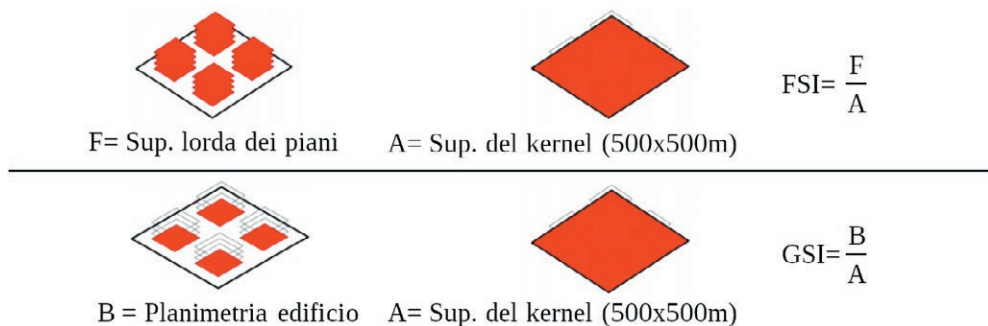 F= Sup. lorda dei piani
A= Sup. del kernel (500x500m)
FSI= F/A
B = Planimetria edificio
A= Sup. del kernel (500x500m)
GSI= B/A